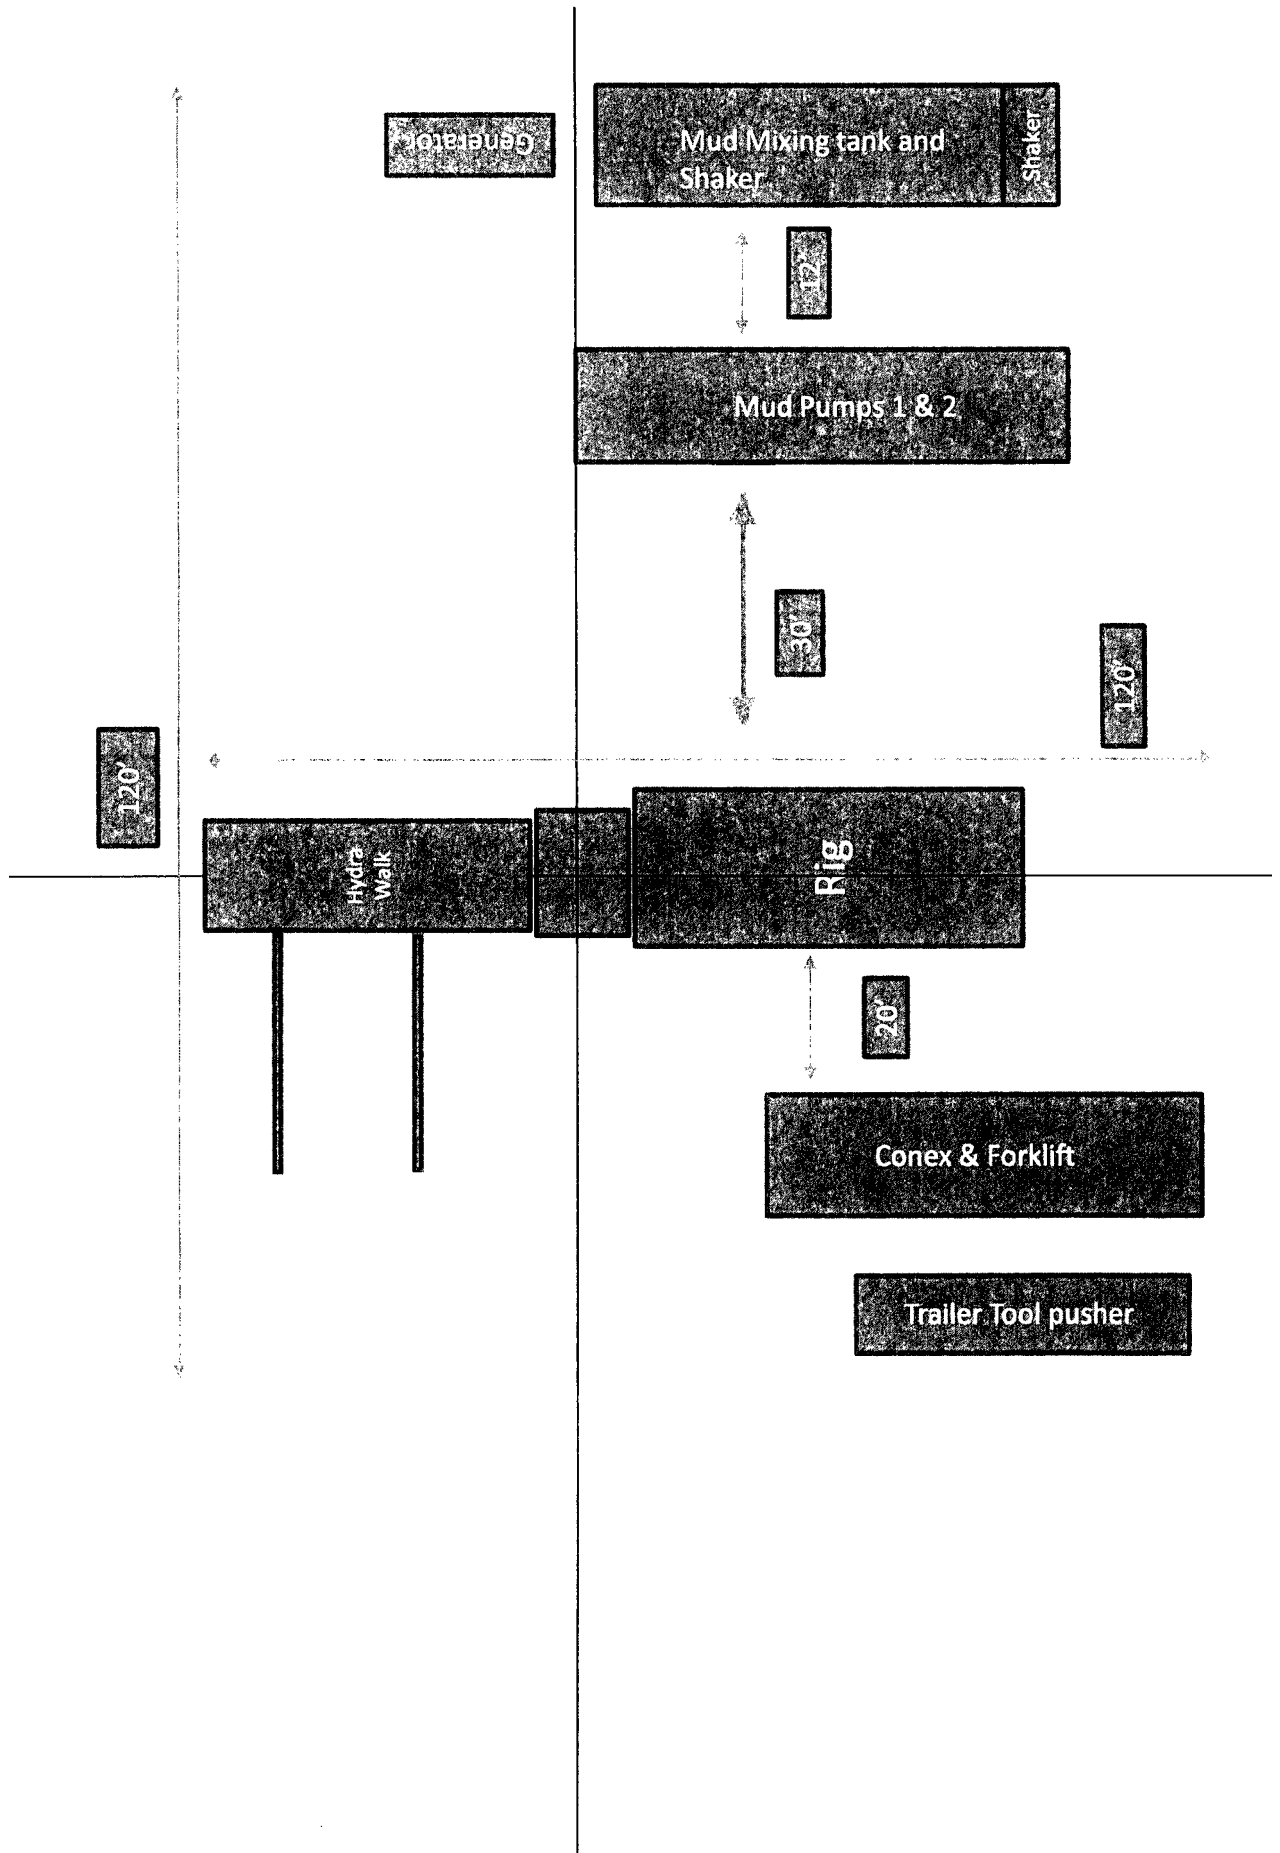 Generator
Mud Mixing tank and
Shaker
Shaker
12'
Mud Pumps 1 & 2
30'
120'
120'
Hydra
Walk
Rig
20'
Conex & Forklift
Trailer Tool pusher